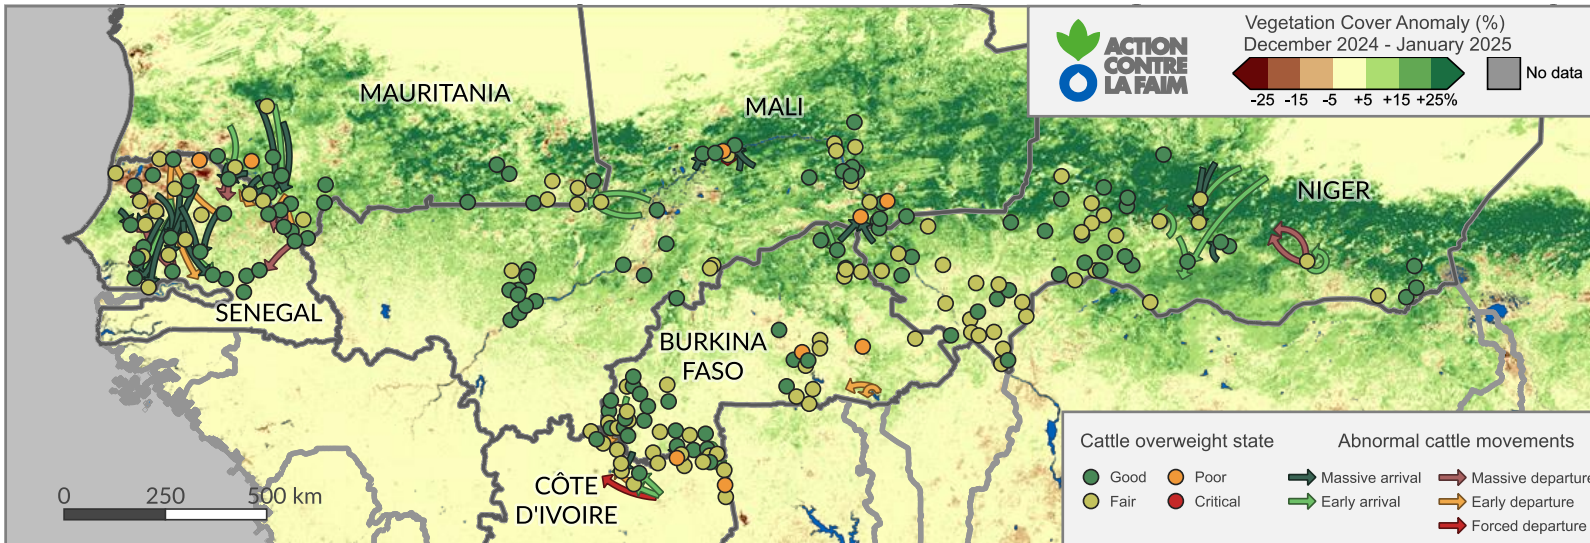 Vegetation Cover Anomaly (%)
December 2024 - January 2025
-25 -15 -5 +5 +15 +25%
No data
ACTION
CONTRE
LA FAIM
MAURITANIA
MALI
NIGER
SENEGAL
BURKINA
FASO
CÔTE
D'IVOIRE
0 250 500 km
Cattle overweight state
Good
Fair
Poor
Critical
Abnormal cattle movements
Massive arrival
Early arrival
Massive departure
Early departure
Forced departure